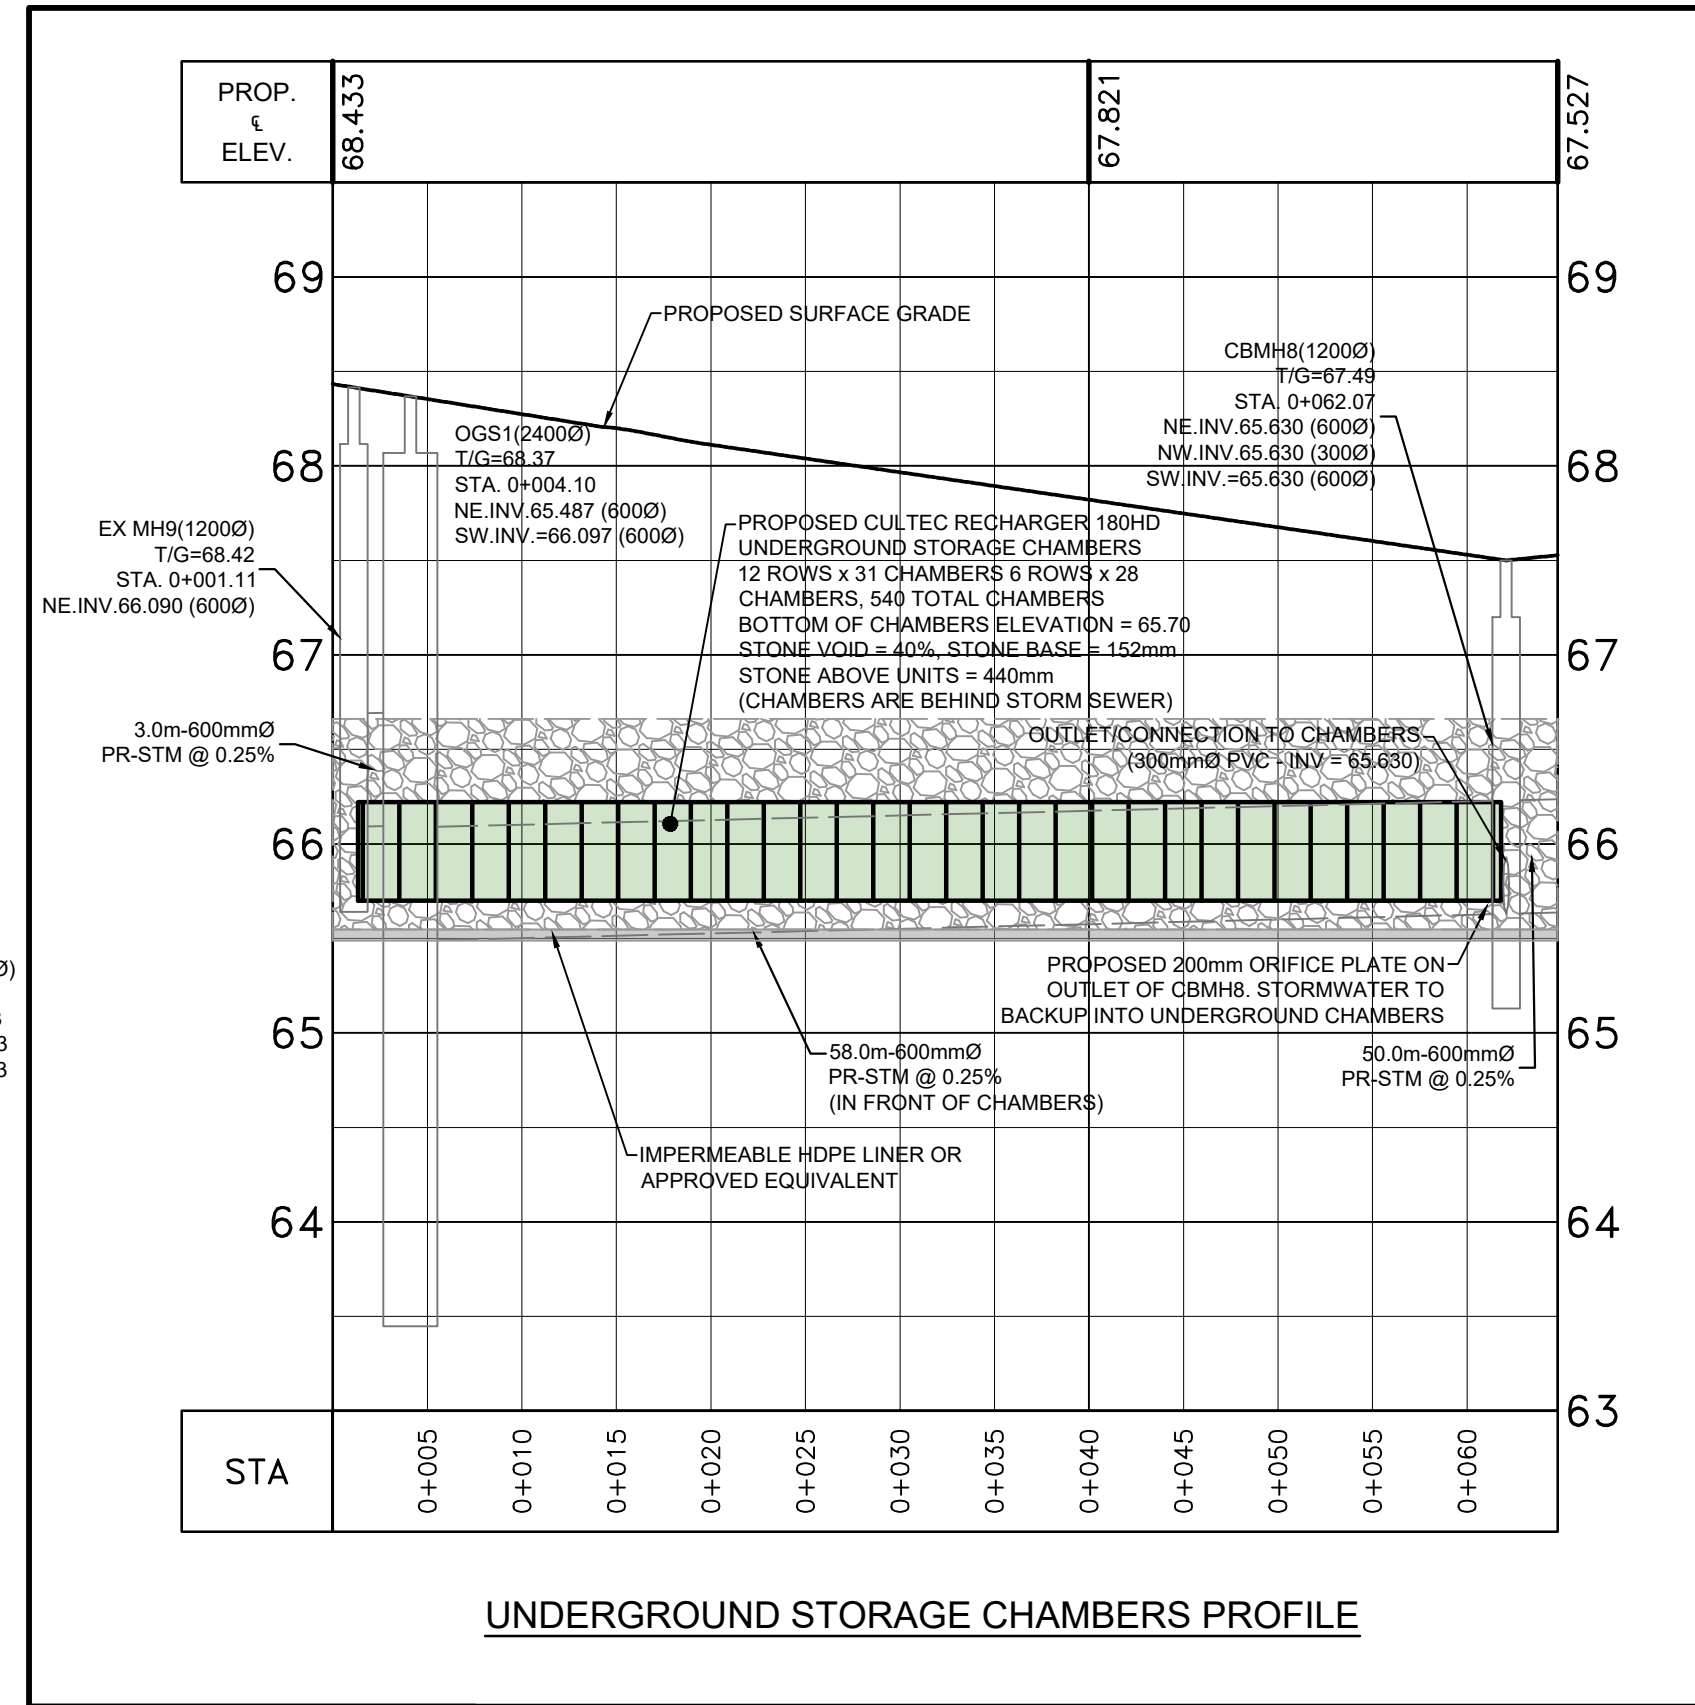 PROP.
℄
ELEV.
68.433
67.821
67.527
69
69
PROPOSED SURFACE GRADE
CBMH8(1200Ø)
T/G=67.49
STA. 0+062.07
NE.INV.65.630 (600Ø)
NW.INV.65.630 (300Ø)
SW.INV.=65.630 (600Ø)
OGS1(2400Ø)
T/G=68.37
STA. 0+004.10
NE.INV.65.487 (600Ø)
SW.INV.=66.097 (600Ø)
68
68
EX MH9(1200Ø)
T/G=68.42
STA. 0+001.11
NE.INV.66.090 (600Ø)
PROPOSED CULTEC RECHARGER 180HD
UNDERGROUND STORAGE CHAMBERS
12 ROWS x 31 CHAMBERS 6 ROWS x 28
CHAMBERS, 540 TOTAL CHAMBERS
BOTTOM OF CHAMBERS ELEVATION = 65.70
STONE VOID = 40%, STONE BASE = 152mm
STONE ABOVE UNITS = 440mm
(CHAMBERS ARE BEHIND STORM SEWER)
67
67
3.0m-600mmØ
PR-STM @ 0.25%
OUTLET/CONNECTION TO CHAMBERS
(300mmØ PVC - INV = 65.630)
66
66
Ø)
3
3
PROPOSED 200mm ORIFICE PLATE ON
OUTLET OF CBMH8. STORMWATER TO
BACKUP INTO UNDERGROUND CHAMBERS
65
65
58.0m-600mmØ
PR-STM @ 0.25%
(IN FRONT OF CHAMBERS)
50.0m-600mmØ
PR-STM @ 0.25%
IMPERMEABLE HDPE LINER OR
APPROVED EQUIVALENT
64
64
63
STA
0+005
0+010
0+015
0+020
0+025
0+030
0+035
0+040
0+045
0+050
0+055
0+060
UNDERGROUND STORAGE CHAMBERS PROFILE